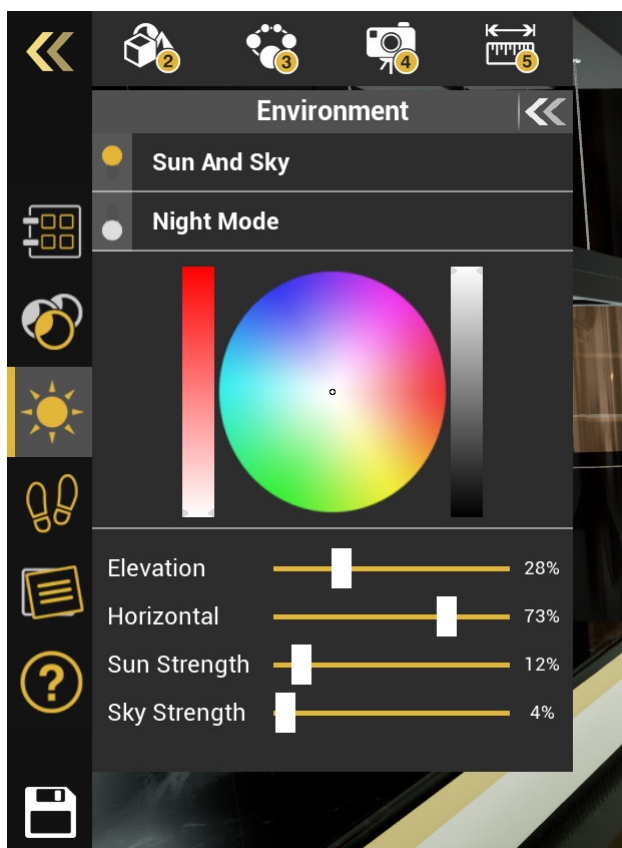 2
3
4
5
Environment
Sun And Sky
Night Mode
Elevation 28%
Horizontal 73%
Sun Strength 12%
Sky Strength 4%
?